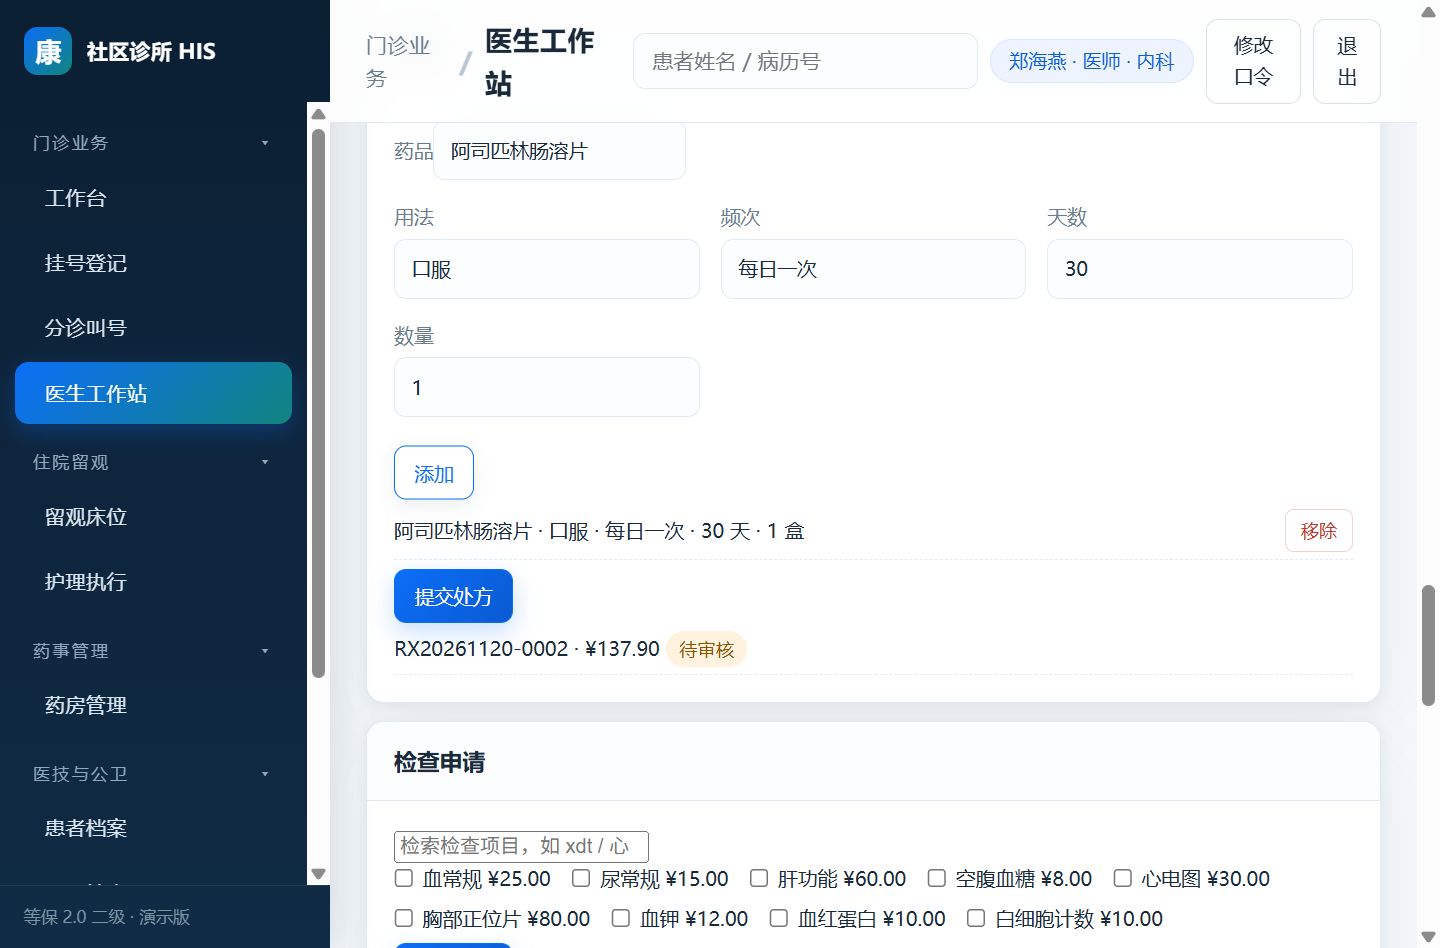 康
社区诊所 HIS
门诊业务
工作台
挂号登记
分诊叫号
医生工作站
住院留观
留观床位
护理执行
药事管理
药房管理
医技与公卫
患者档案
等保 2.0 二级 · 演示版
门诊业务 / 医生工作站
患者姓名 / 病历号
郑海燕 · 医师 · 内科
修改口令
退出
药品 阿司匹林肠溶片
用法 频次 天数
口服 每日一次 30
数量
1
添加
阿司匹林肠溶片 · 口服 · 每日一次 · 30 天 · 1 盒 移除
提交处方
RX20261120-0002 · ¥137.90 待审核
检查申请
检索检查项目，如 xdt / 心
血常规 ¥25.00 尿常规 ¥15.00 肝功能 ¥60.00 空腹血糖 ¥8.00 心电图 ¥30.00
胸部正位片 ¥80.00 血钾 ¥12.00 血红蛋白 ¥10.00 白细胞计数 ¥10.00